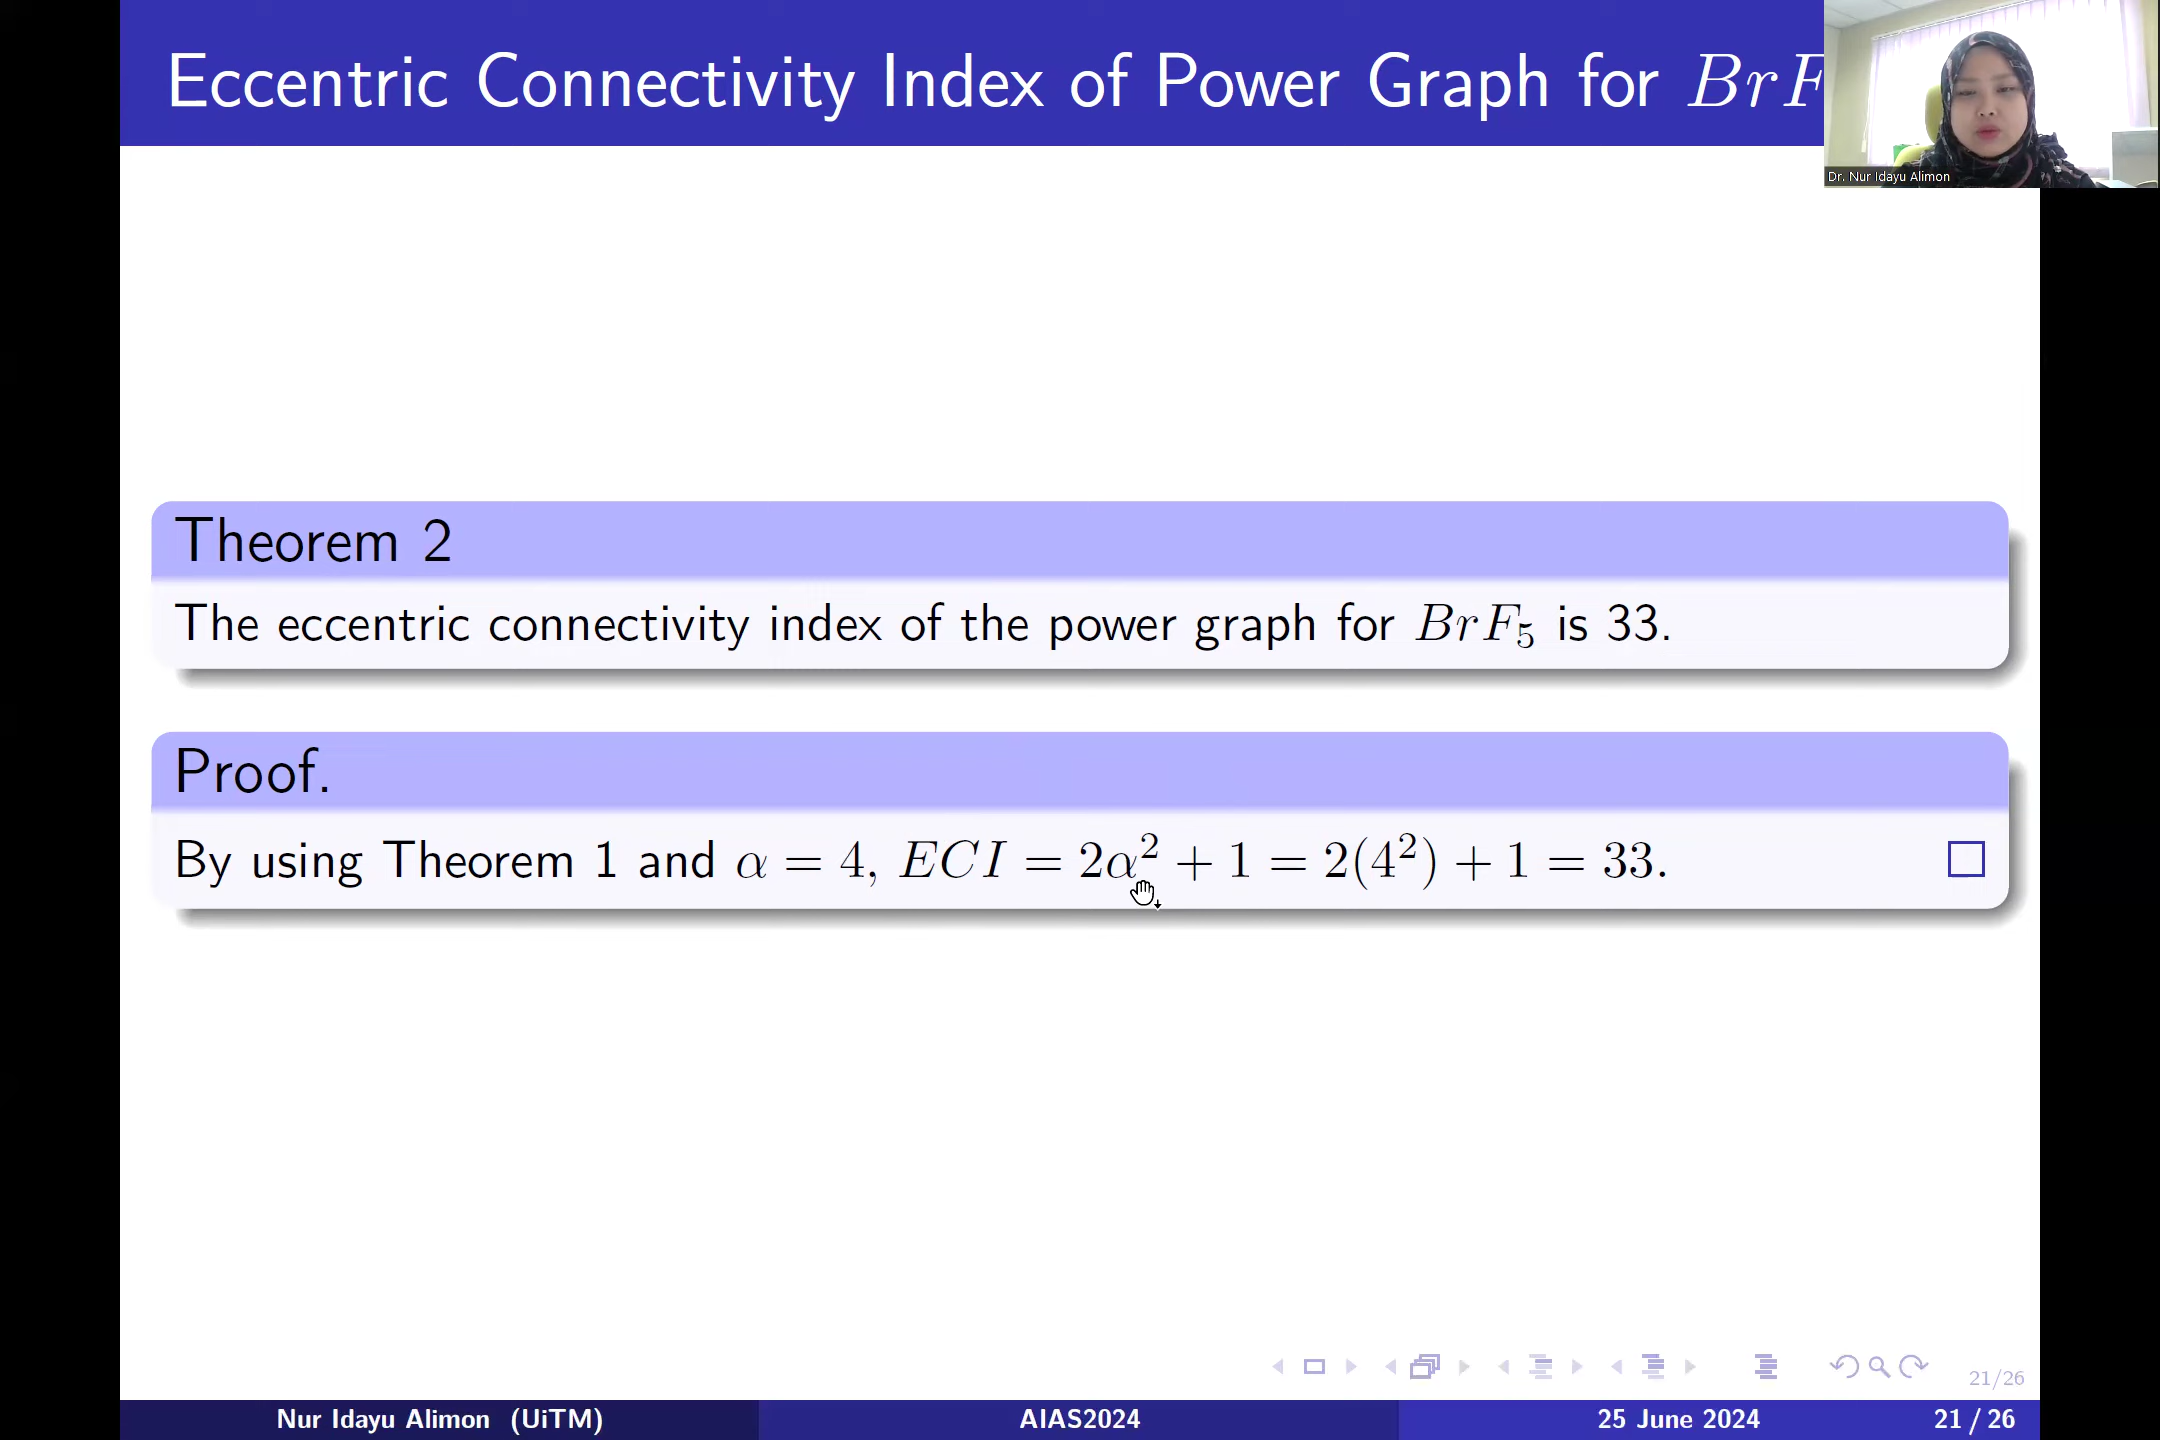 Eccentric Connectivity Index of Power Graph for BrF
Dr. Nur Idayu Alimon
Theorem 2
The eccentric connectivity index of the power graph for BrF₅ is 33.
Proof.
By using Theorem 1 and α = 4, ECI = 2α² + 1 = 2(4²) + 1 = 33.
21/26
Nur Idayu Alimon (UiTM) AIAS2024 25 June 2024 21 / 26